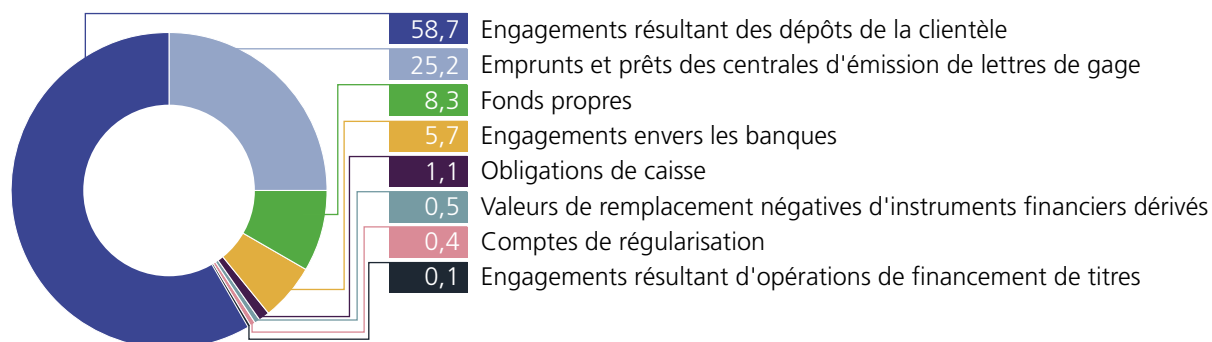 58,7 Engagements résultant des dépôts de la clientèle
25,2 Emprunts et prêts des centrales d'émission de lettres de gage
8,3 Fonds propres
5,7 Engagements envers les banques
1,1 Obligations de caisse
0,5 Valeurs de remplacement négatives d'instruments financiers dérivés
0,4 Comptes de régularisation
0,1 Engagements résultant d'opérations de financement de titres